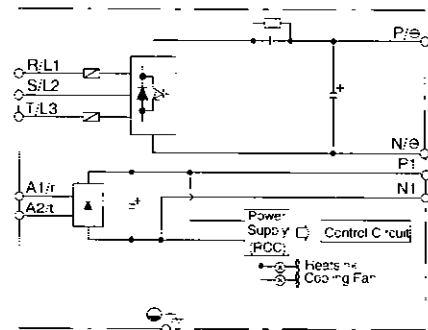 R/L1
S/L2
T/L3
P/⊖
N/⊖
P1
N1
A1/r
A2/t
Power
Supply
(RCC)
Control Circuit
Heatsink
Cooling Fan